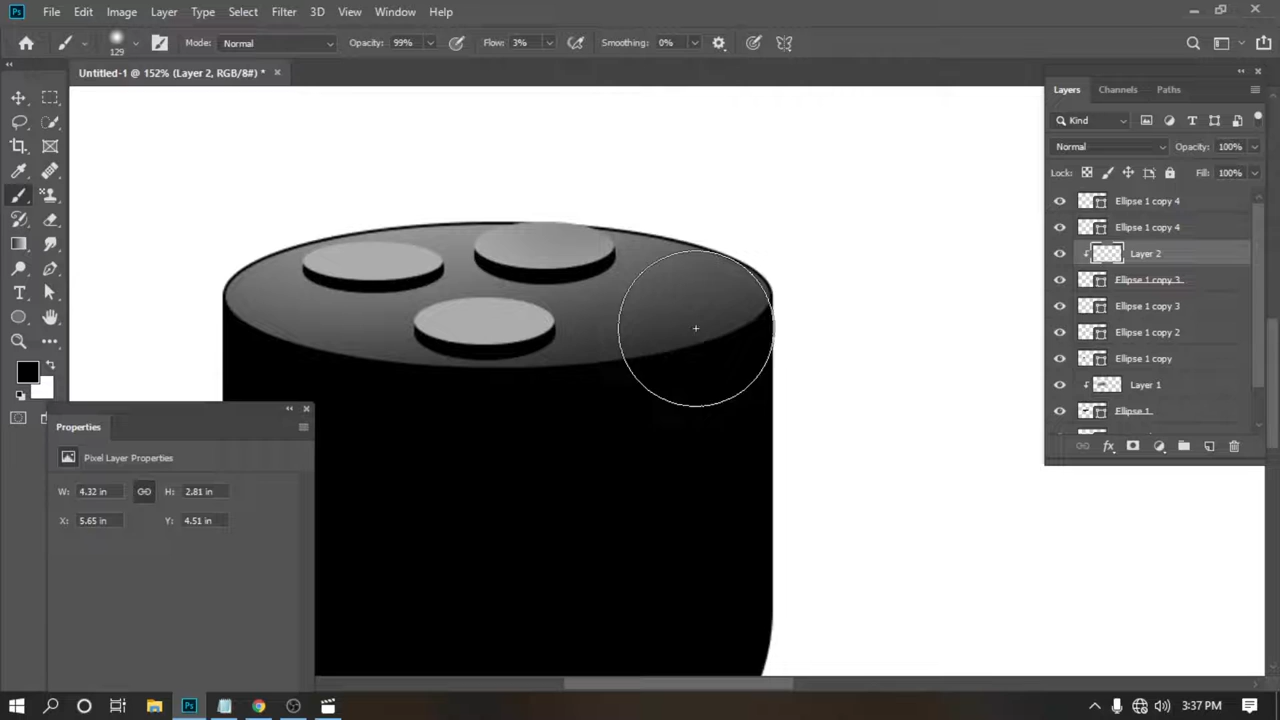 Ps File Edit Image Layer Type Select Filter 3D View Window Help
129 Mode: Normal Opacity: 99% Flow: 3% Smoothing: 0%
Untitled-1 @ 152% (Layer 2, RGB/8#) *
Layers Channels Paths
Kind
Normal Opacity: 100%
Lock: Fill: 100%
Ellipse 1 copy 4
Ellipse 1 copy 4
Layer 2
Ellipse 1 copy 3
Ellipse 1 copy 3
Ellipse 1 copy 2
Ellipse 1 copy
Layer 1
Ellipse 1
fx
Properties
Pixel Layer Properties
W: 4.32 in H: 2.81 in
X: 5.65 in Y: 4.51 in
Ps 3:37 PM